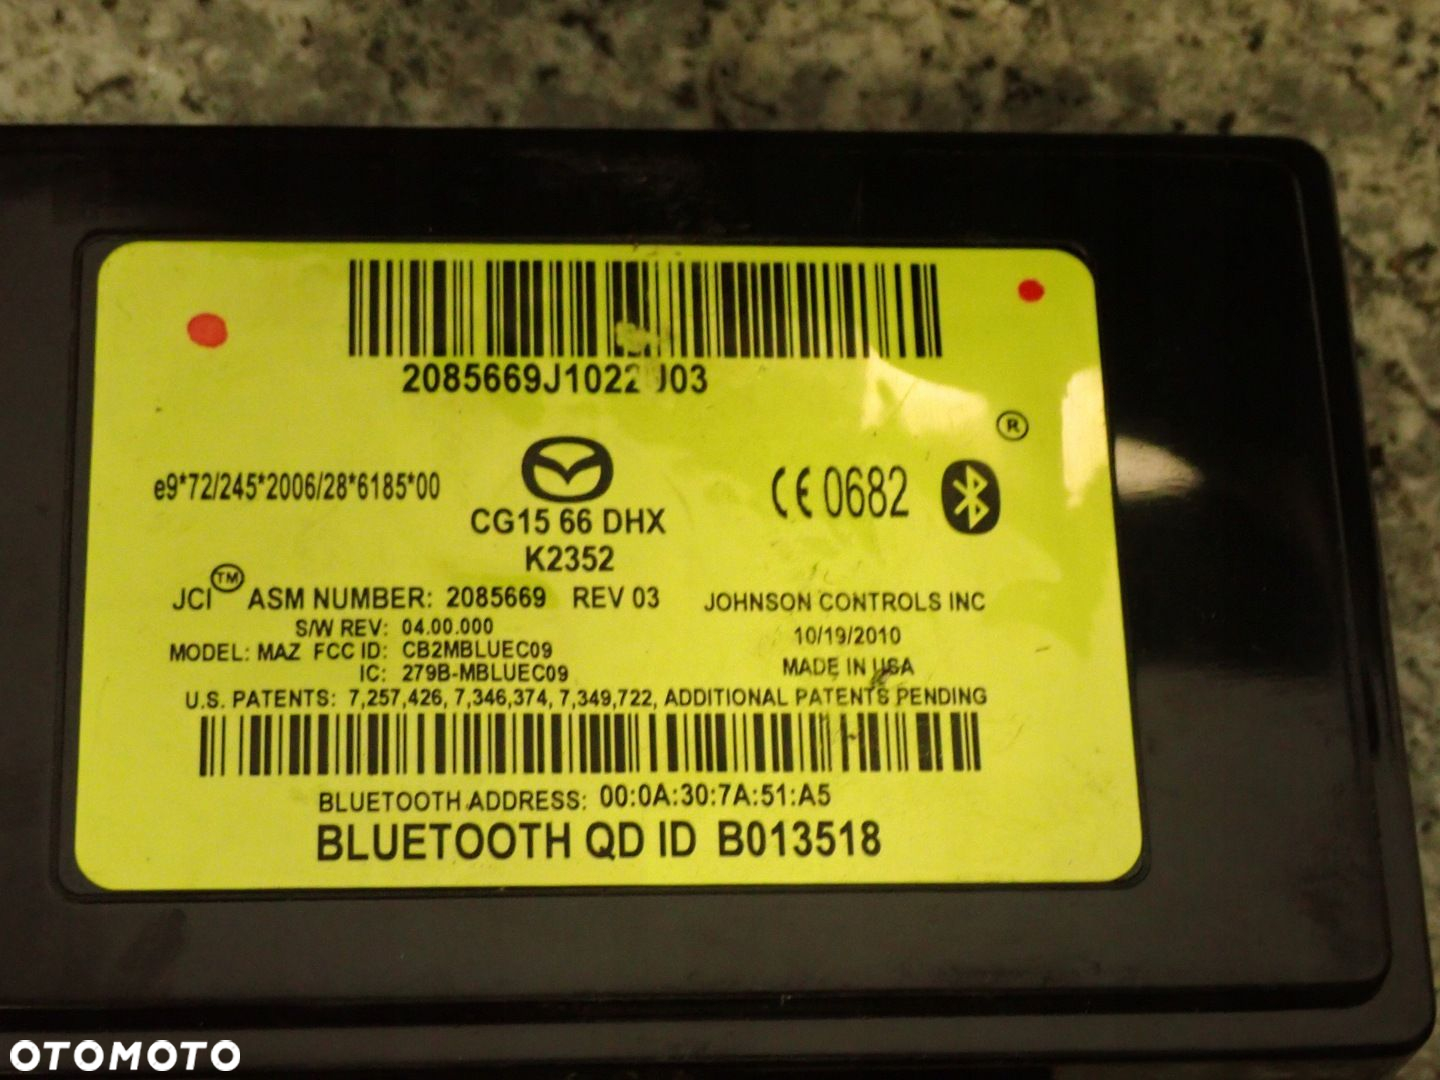 2085669J1022 J03
®
e9*72/245*2006/28*6185*00
CE 0682
CG15 66 DHX
K2352
JCI™ ASM NUMBER: 2085669 REV 03
JOHNSON CONTROLS INC
S/W REV: 04.00.000
10/19/2010
MODEL: MAZ FCC ID: CB2MBLUEC09
IC: 279B-MBLUEC09
MADE IN USA
U.S. PATENTS: 7,257,426, 7,346,374, 7,349,722, ADDITIONAL PATENTS PENDING
BLUETOOTH ADDRESS: 00:0A:30:7A:51:A5
BLUETOOTH QD ID B013518
OTOMOTO